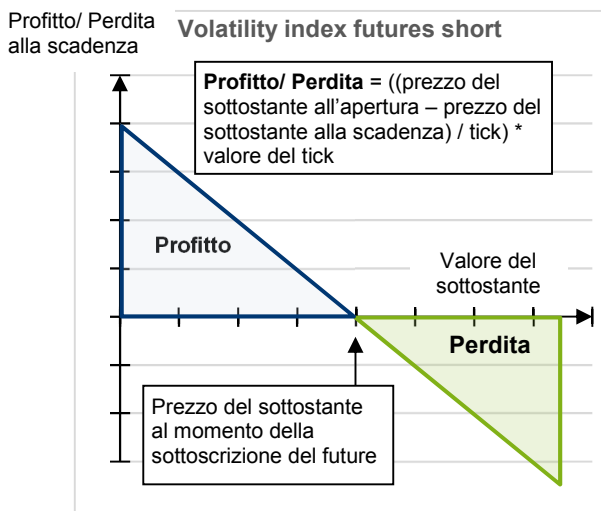 Profitto/ Perdita
alla scadenza
Volatility index futures short
Profitto/ Perdita = ((prezzo del
sottostante all’apertura – prezzo del
sottostante alla scadenza) / tick) *
valore del tick
Profitto
Valore del
sottostante
Perdita
Prezzo del sottostante
al momento della
sottoscrizione del future